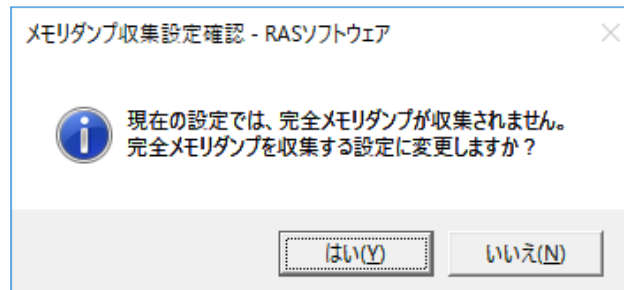 メモリダンプ収集設定確認 - RASソフトウェア
現在の設定では、完全メモリダンプが収集されません。
完全メモリダンプを収集する設定に変更しますか？
はい(Y)
いいえ(N)